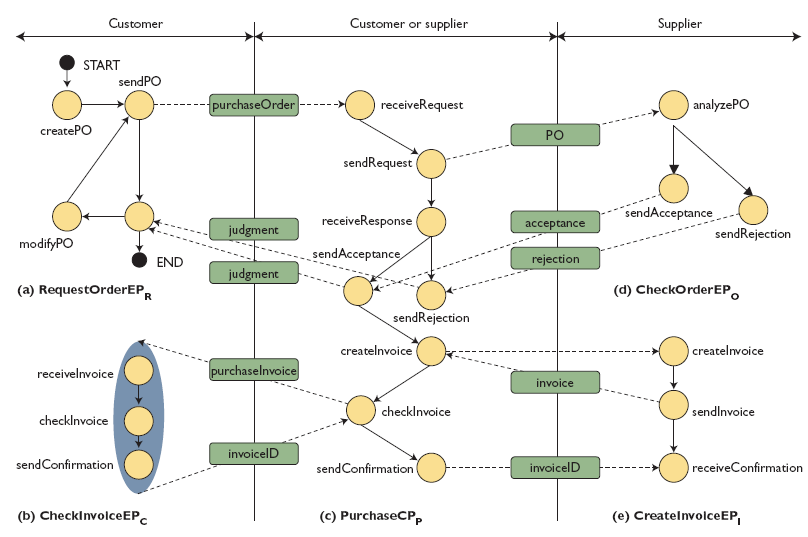 Customer
Customer or supplier
Supplier
START
sendPO
createPO
purchaseOrder
receiveRequest
analyzePO
PO
sendRequest
modifyPO
END
judgment
judgment
receiveResponse
sendAcceptance
sendRejection
acceptance
rejection
sendAcceptance
sendRejection
(a) RequestOrderEPR
(d) CheckOrderEPO
receiveInvoice
checkInvoice
sendConfirmation
purchaseInvoice
invoiceID
createInvoice
checkInvoice
sendConfirmation
invoice
invoiceID
createInvoice
sendInvoice
receiveConfirmation
(b) CheckInvoiceEPC
(c) PurchaseCPP
(e) CreateInvoiceEPI